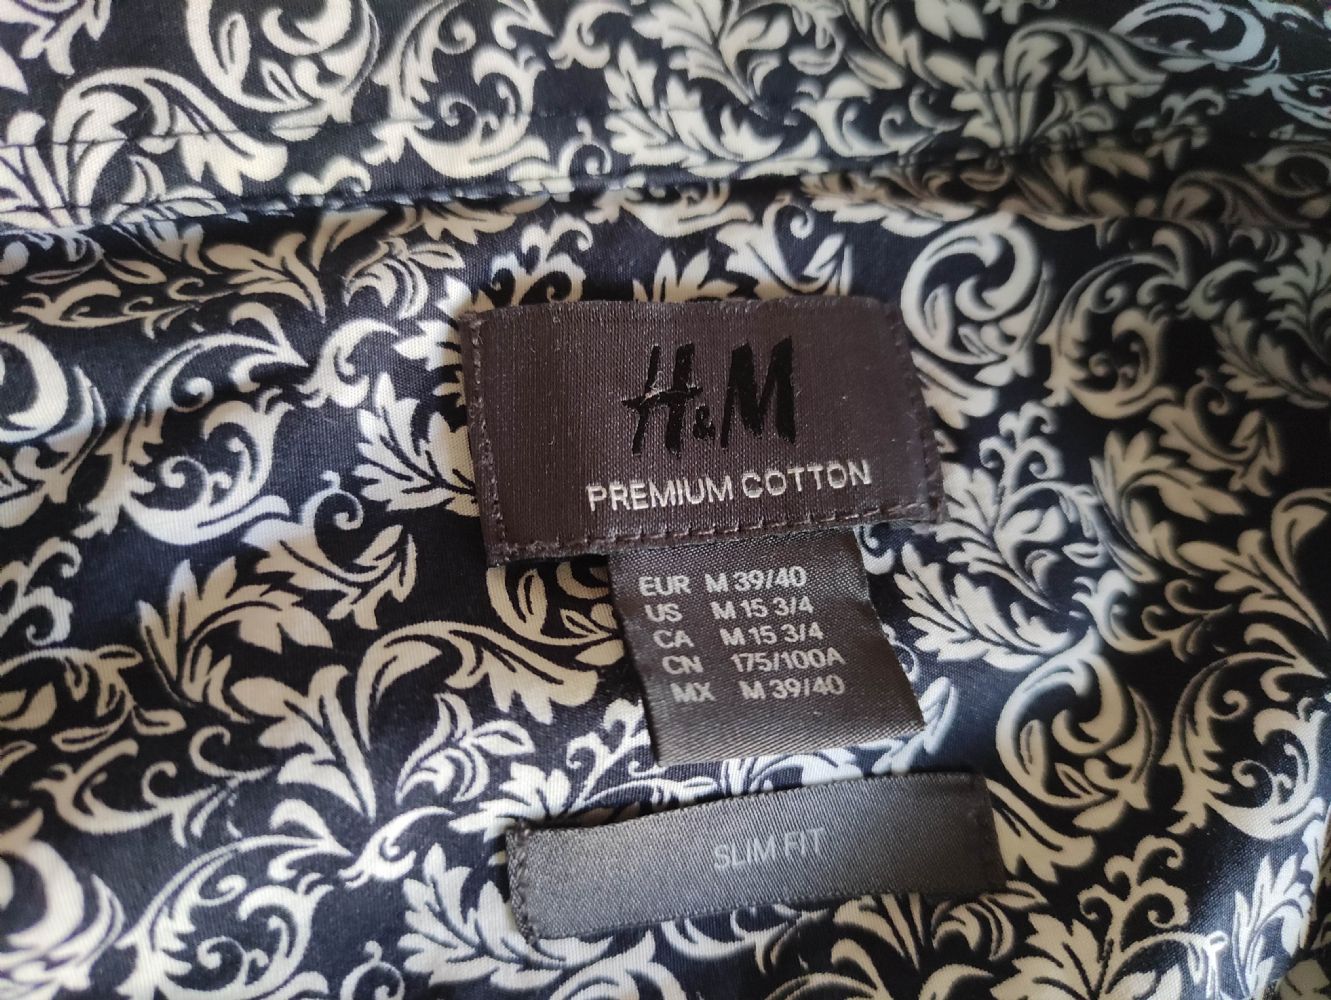 H&M
PREMIUM COTTON
EUR M 39/40
US M 15 3/4
CA M 15 3/4
CN 175/100A
MX M 39/40
SLIM FIT